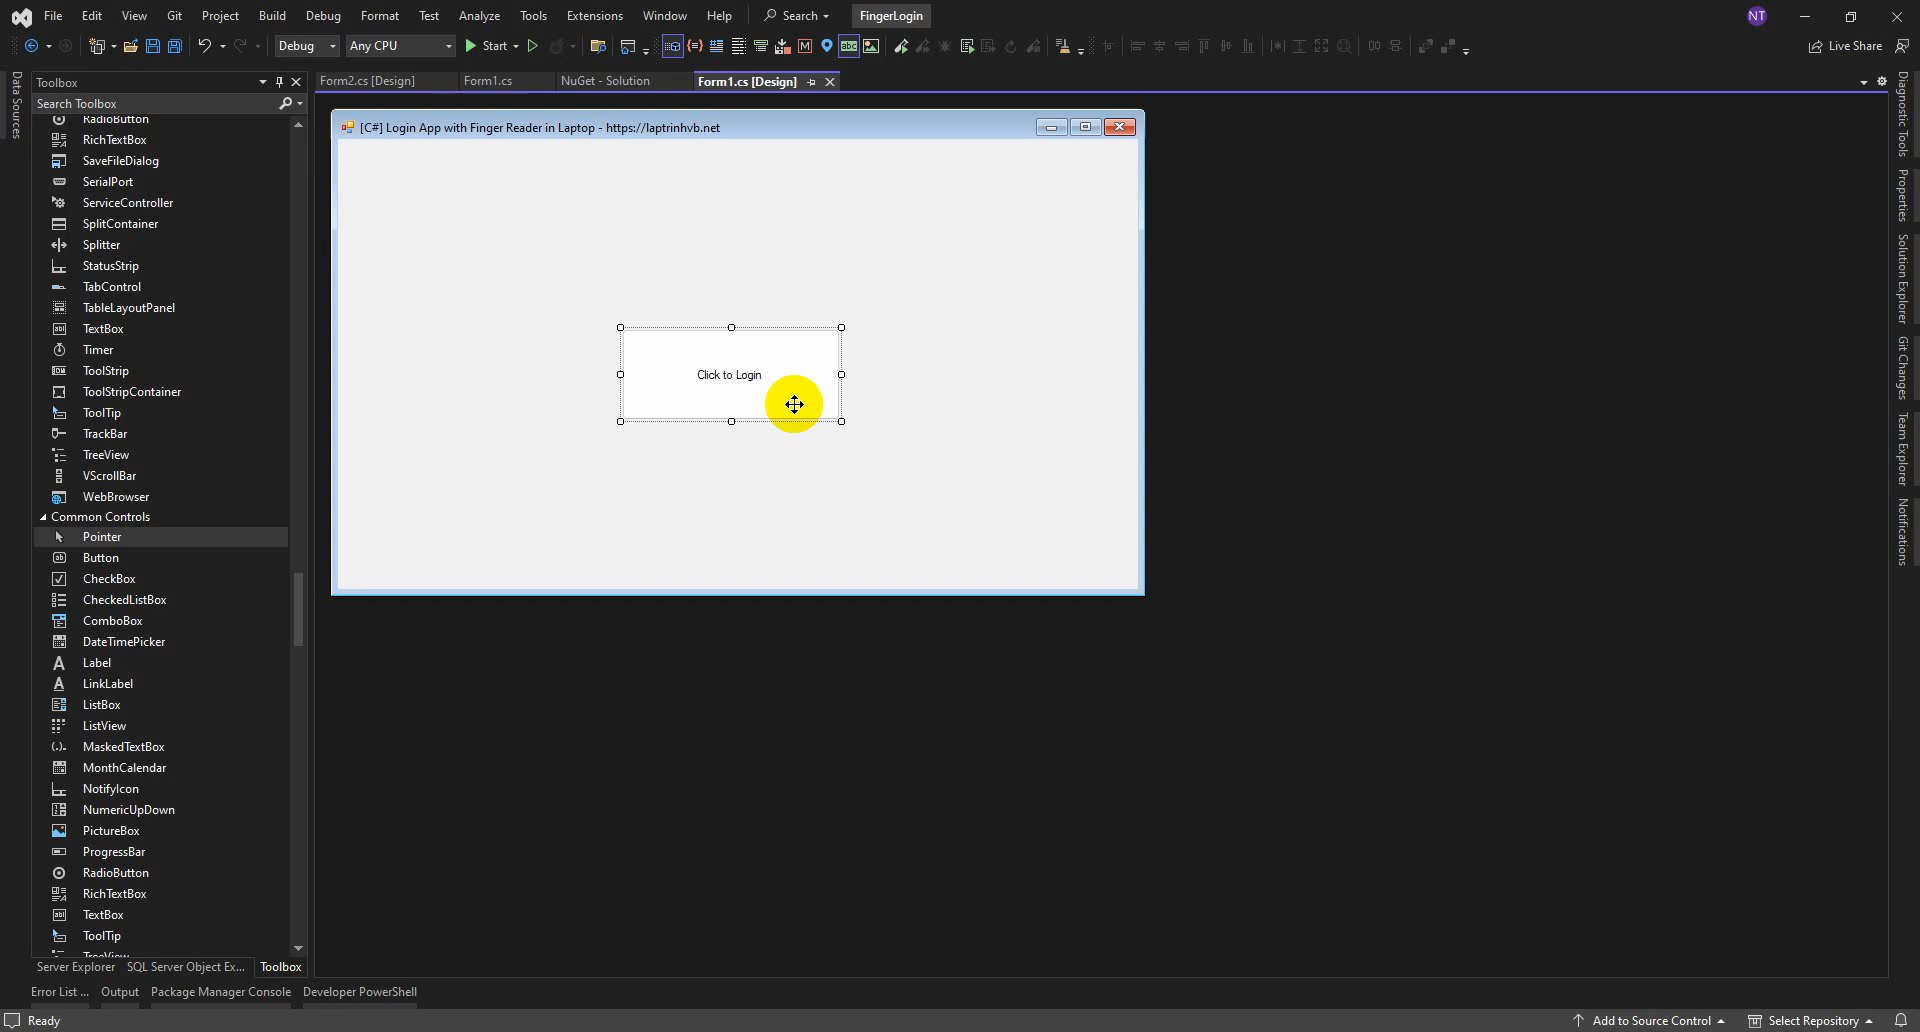 File Edit View Git Project Build Debug Format Test Analyze Tools Extensions Window Help Search FingerLogin NT
Debug Any CPU Start Live Share
Data Sources
Toolbox
Search Toolbox
RadioButton
RichTextBox
SaveFileDialog
SerialPort
ServiceController
SplitContainer
Splitter
StatusStrip
TabControl
TableLayoutPanel
TextBox
Timer
ToolStrip
ToolStripContainer
ToolTip
TrackBar
TreeView
VScrollBar
WebBrowser
Common Controls
Pointer
Button
CheckBox
CheckedListBox
ComboBox
DateTimePicker
Label
LinkLabel
ListBox
ListView
MaskedTextBox
MonthCalendar
NotifyIcon
NumericUpDown
PictureBox
ProgressBar
RadioButton
RichTextBox
TextBox
ToolTip
TreeView
Server Explorer SQL Server Object Ex... Toolbox
Form2.cs [Design] Form1.cs NuGet - Solution Form1.cs [Design]
[C#] Login App with Finger Reader in Laptop - https://laptrinhvb.net
Click to Login
Diagnostic Tools
Properties
Solution Explorer
Git Changes
Team Explorer
Notifications
Error List ... Output Package Manager Console Developer PowerShell
Ready Add to Source Control Select Repository